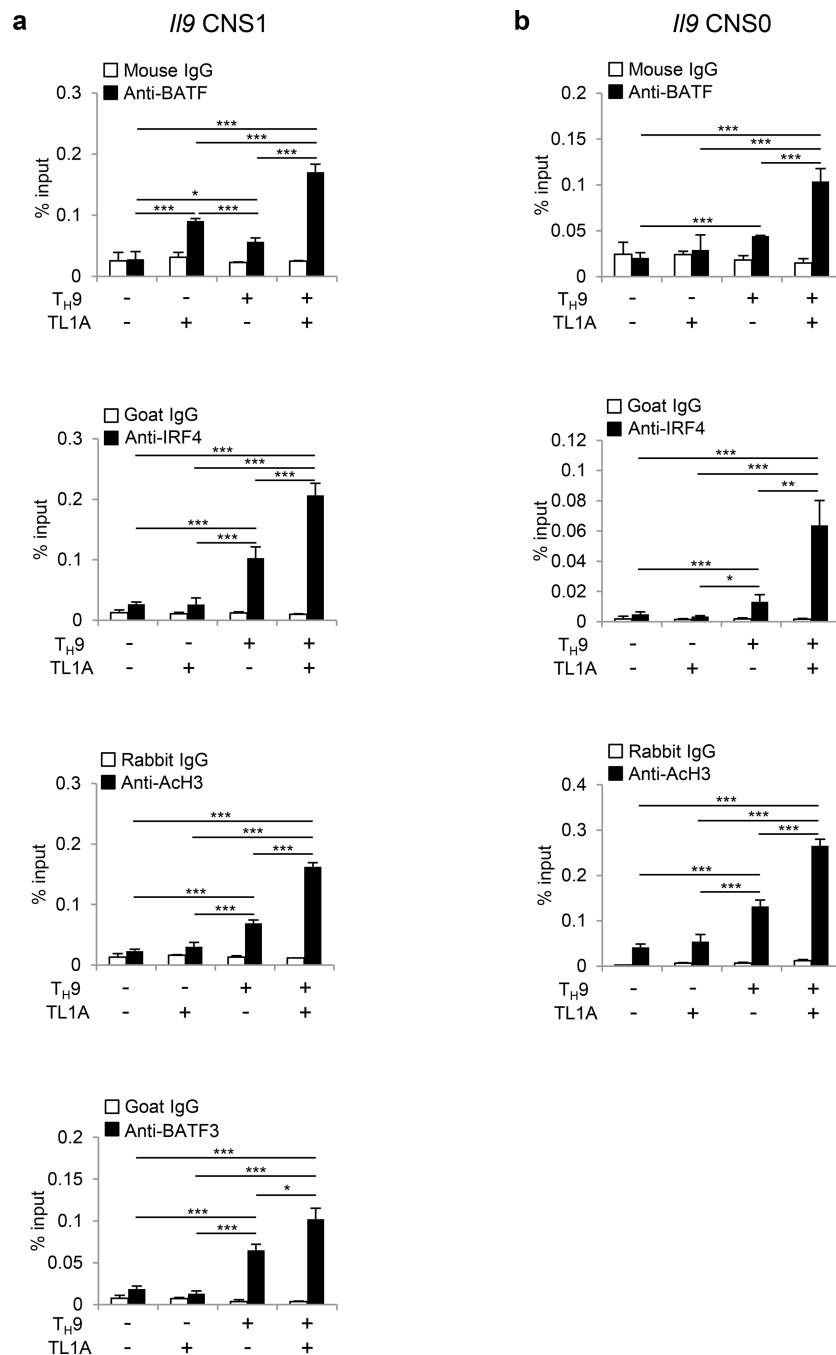 a
Il9 CNS1
Mouse IgG
Anti-BATF
% input
0.3
0.2
0.1
0
***
***
***
*
*** ***
TH9 - - + +
TL1A - + - +
Goat IgG
Anti-IRF4
% input
0.3
0.2
0.1
0
***
***
***
***
***
TH9 - - + +
TL1A - + - +
Rabbit IgG
Anti-AcH3
% input
0.3
0.2
0.1
0
***
***
***
***
***
TH9 - - + +
TL1A - + - +
Goat IgG
Anti-BATF3
% input
0.2
0.15
0.1
0.05
0
***
***
*
***
***
TH9 - - + +
TL1A - + - +
b
Il9 CNS0
Mouse IgG
Anti-BATF
% input
0.2
0.15
0.1
0.05
0
***
***
***
***
TH9 - - + +
TL1A - + - +
Goat IgG
Anti-IRF4
% input
0.12
0.1
0.08
0.06
0.04
0.02
0
***
***
**
***
*
TH9 - - + +
TL1A - + - +
Rabbit IgG
Anti-AcH3
% input
0.4
0.3
0.2
0.1
0
***
***
***
***
***
TH9 - - + +
TL1A - + - +